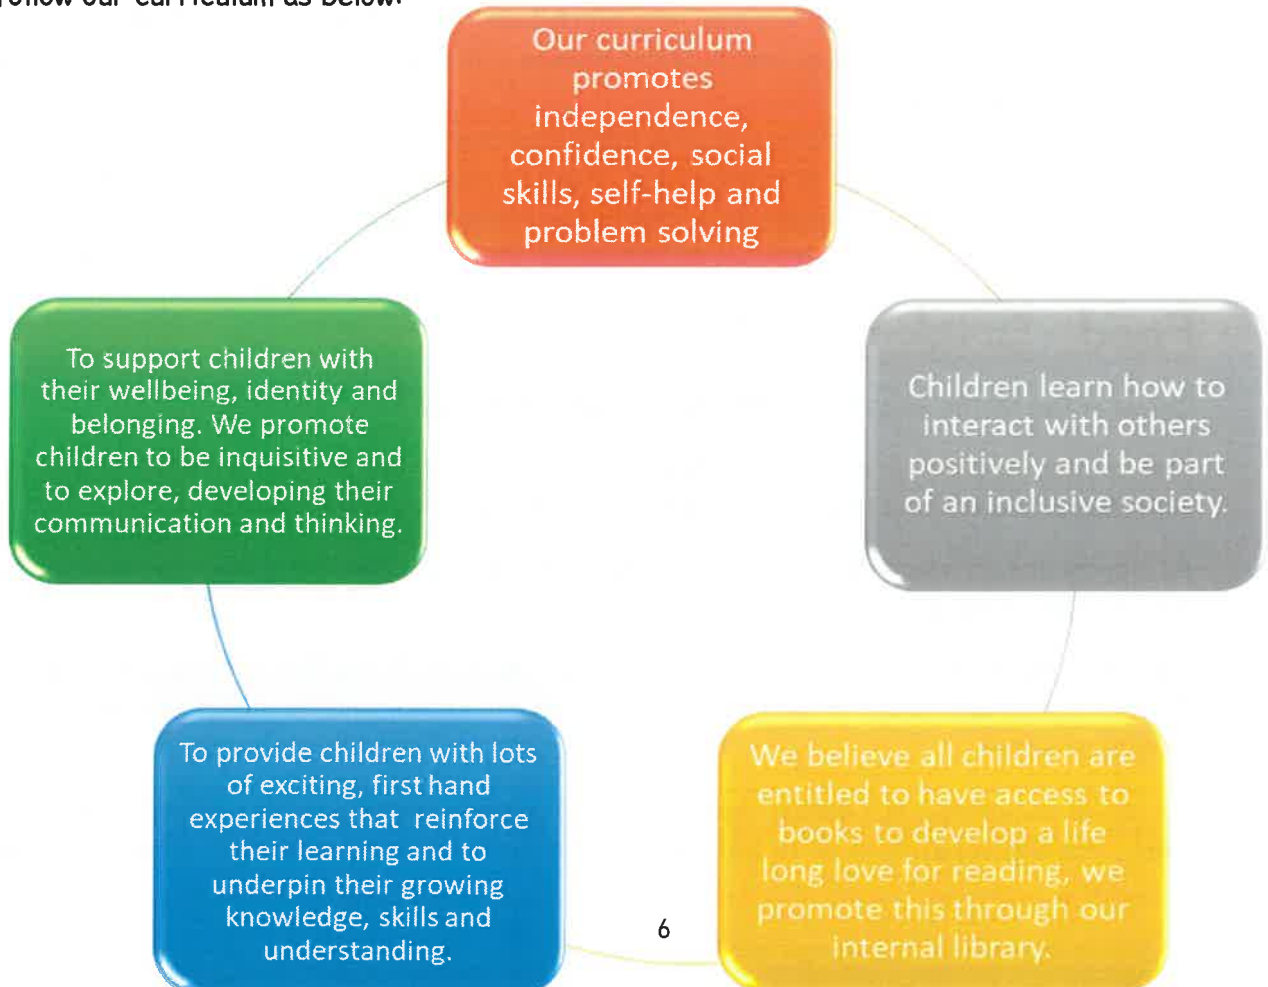 follow our curriculum as below:
Our curriculum
promotes
independence,
confidence, social
skills, self-help and
problem solving
Children learn how to
interact with others
positively and be part
of an inclusive society.
We believe all children are
entitled to have access to
books to develop a life
long love for reading, we
promote this through our
internal library.
To provide children with lots
of exciting, first hand
experiences that reinforce
their learning and to
underpin their growing
knowledge, skills and
understanding.
To support children with
their wellbeing, identity and
belonging. We promote
children to be inquisitive and
to explore, developing their
communication and thinking.
6